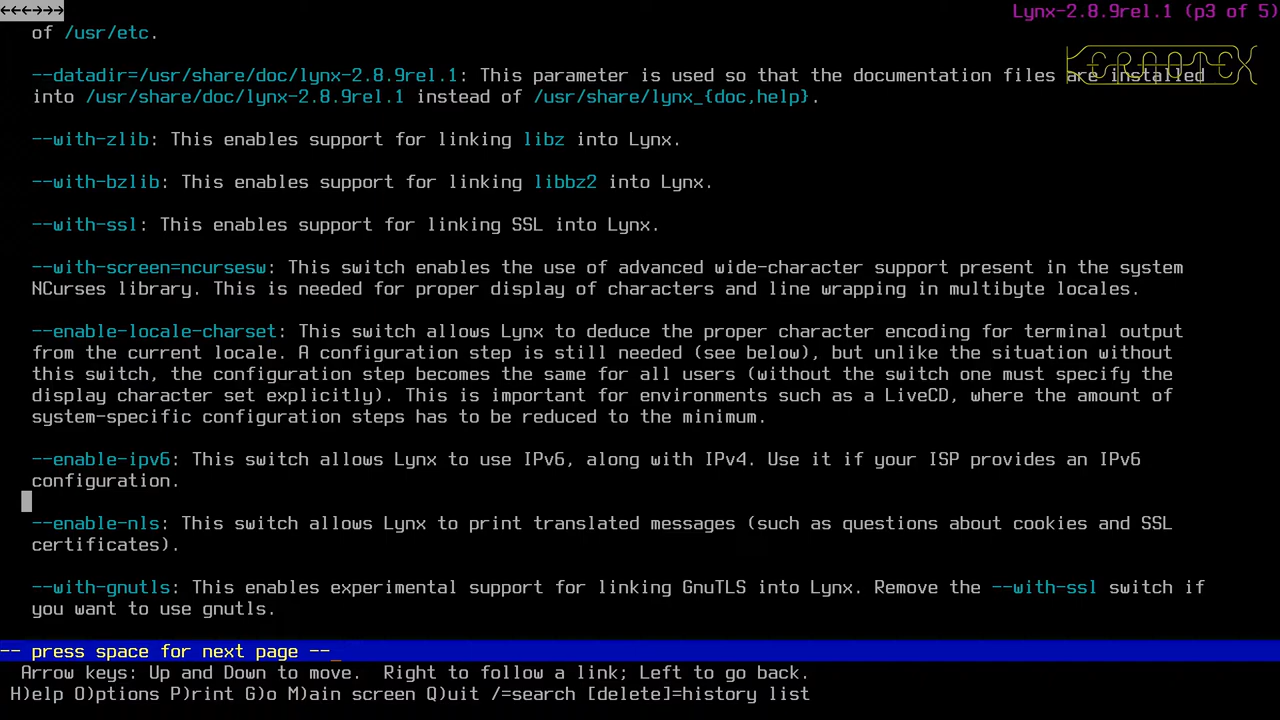 ←←←→→→
Lynx-2.8.9rel.1 (p3 of 5)
of /usr/etc.
--datadir=/usr/share/doc/lynx-2.8.9rel.1: This parameter is used so that the documentation files are installed
into /usr/share/doc/lynx-2.8.9rel.1 instead of /usr/share/lynx_{doc,help}.
--with-zlib: This enables support for linking libz into Lynx.
--with-bzlib: This enables support for linking libbz2 into Lynx.
--with-ssl: This enables support for linking SSL into Lynx.
--with-screen=ncursesw: This switch enables the use of advanced wide-character support present in the system
NCurses library. This is needed for proper display of characters and line wrapping in multibyte locales.
--enable-locale-charset: This switch allows Lynx to deduce the proper character encoding for terminal output
from the current locale. A configuration step is still needed (see below), but unlike the situation without
this switch, the configuration step becomes the same for all users (without the switch one must specify the
display character set explicitly). This is important for environments such as a LiveCD, where the amount of
system-specific configuration steps has to be reduced to the minimum.
--enable-ipv6: This switch allows Lynx to use IPv6, along with IPv4. Use it if your ISP provides an IPv6
configuration.
--enable-nls: This switch allows Lynx to print translated messages (such as questions about cookies and SSL
certificates).
--with-gnutls: This enables experimental support for linking GnuTLS into Lynx. Remove the --with-ssl switch if
you want to use gnutls.
-- press space for next page --
Arrow keys: Up and Down to move.  Right to follow a link; Left to go back.
H)elp O)ptions P)rint G)o M)ain screen Q)uit /=search [delete]=history list